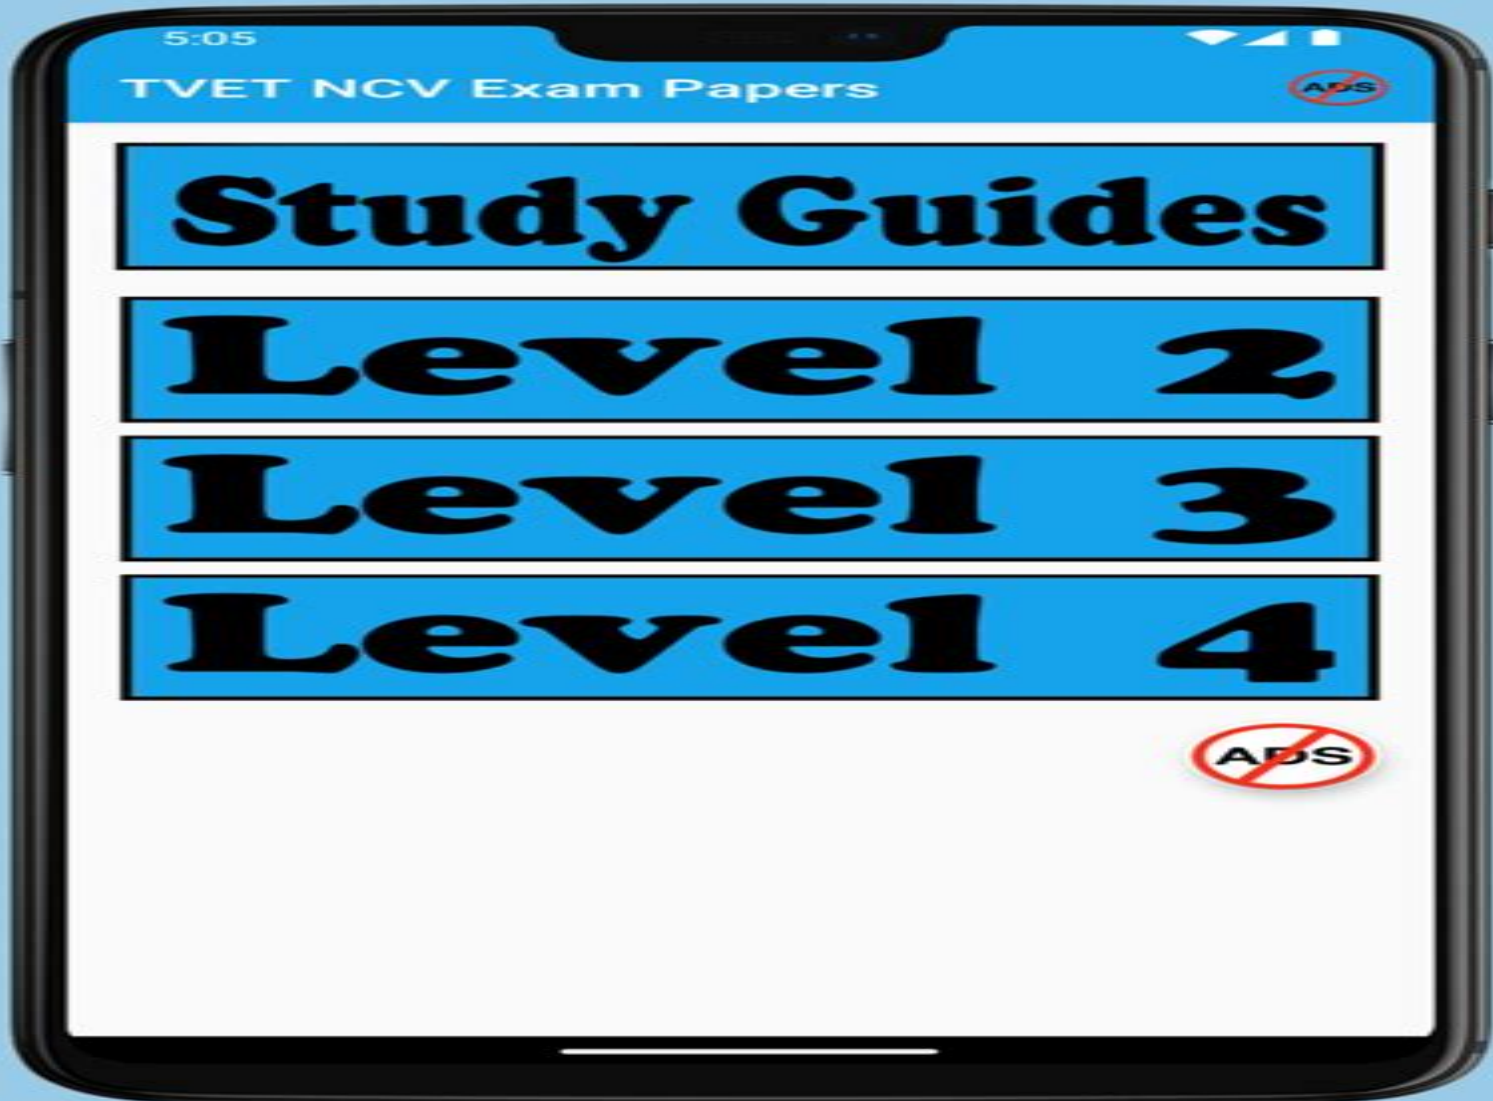 5:05
TVET NCV Exam Papers
ADS
Study Guides
Level 2
Level 3
Level 4
ADS